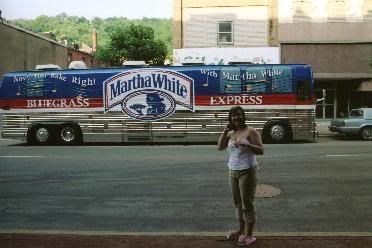 Now You Bake Right
With Martha White
Martha White
BLUEGRASS EXPRESS